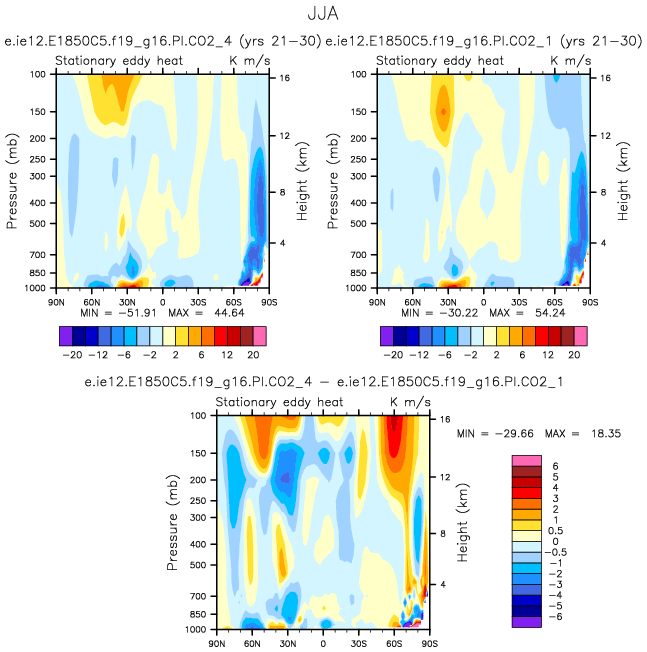 JJA
e.ie12.E1850C5.f19_g16.PI.CO2_4 (yrs 21-30) e.ie12.E1850C5.f19_g16.PI.CO2_1 (yrs 21-30)
Stationary eddy heat K m/s
Pressure (mb)
100
150
200
250
300
400
500
700
850
1000
16
12
8
4
Height (km)
90N 60N 30N 0 30S 60S 90S
MIN = -51.91 MAX = 44.64
-20 -12 -6 -2 2 6 12 20
Stationary eddy heat K m/s
Pressure (mb)
100
150
200
250
300
400
500
700
850
1000
16
12
8
4
Height (km)
90N 60N 30N 0 30S 60S 90S
MIN = -30.22 MAX = 54.24
-20 -12 -6 -2 2 6 12 20
e.ie12.E1850C5.f19_g16.PI.CO2_4 - e.ie12.E1850C5.f19_g16.PI.CO2_1
Stationary eddy heat K m/s
Pressure (mb)
100
150
200
250
300
400
500
700
850
1000
16
12
8
4
Height (km)
90N 60N 30N 0 30S 60S 90S
MIN = -29.66 MAX = 18.35
6
5
4
3
2
1
0.5
0
-0.5
-1
-2
-3
-4
-5
-6